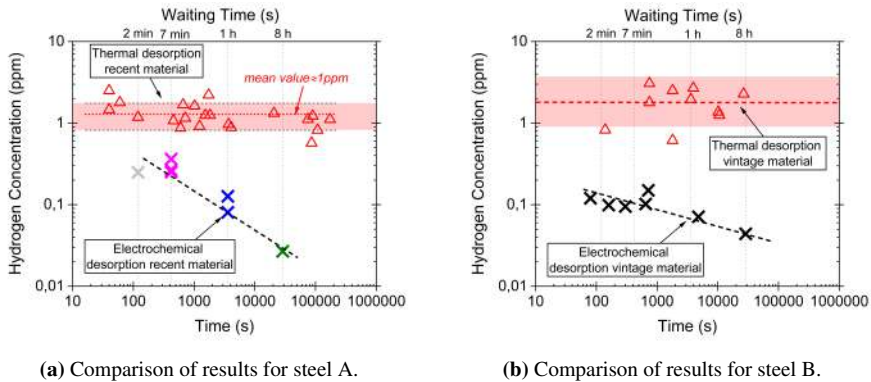 Waiting Time (s)
2 min 7 min 1 h 8 h
10
1
0,1
0,01
Hydrogen Concentration (ppm)
Thermal desorption
recent material
mean value≈1ppm
Electrochemical
desorption recent material
10 100 1000 10000 100000 1000000
Time (s)
(a) Comparison of results for steel A.
Waiting Time (s)
2 min 7 min 1 h 8 h
10
1
0,1
0,01
Hydrogen Concentration (ppm)
Thermal desorption
vintage material
Electrochemical
desorption vintage material
10 100 1000 10000 100000 1000000
Time (s)
(b) Comparison of results for steel B.